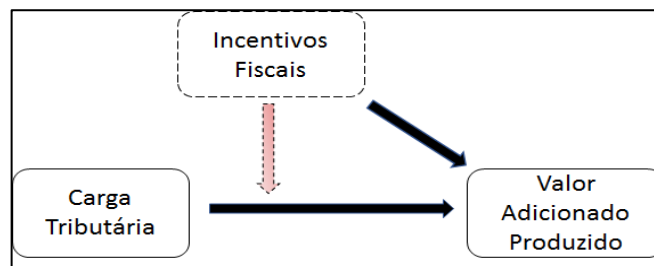 Incentivos
Fiscais
Carga
Tributária
Valor
Adicionado
Produzido